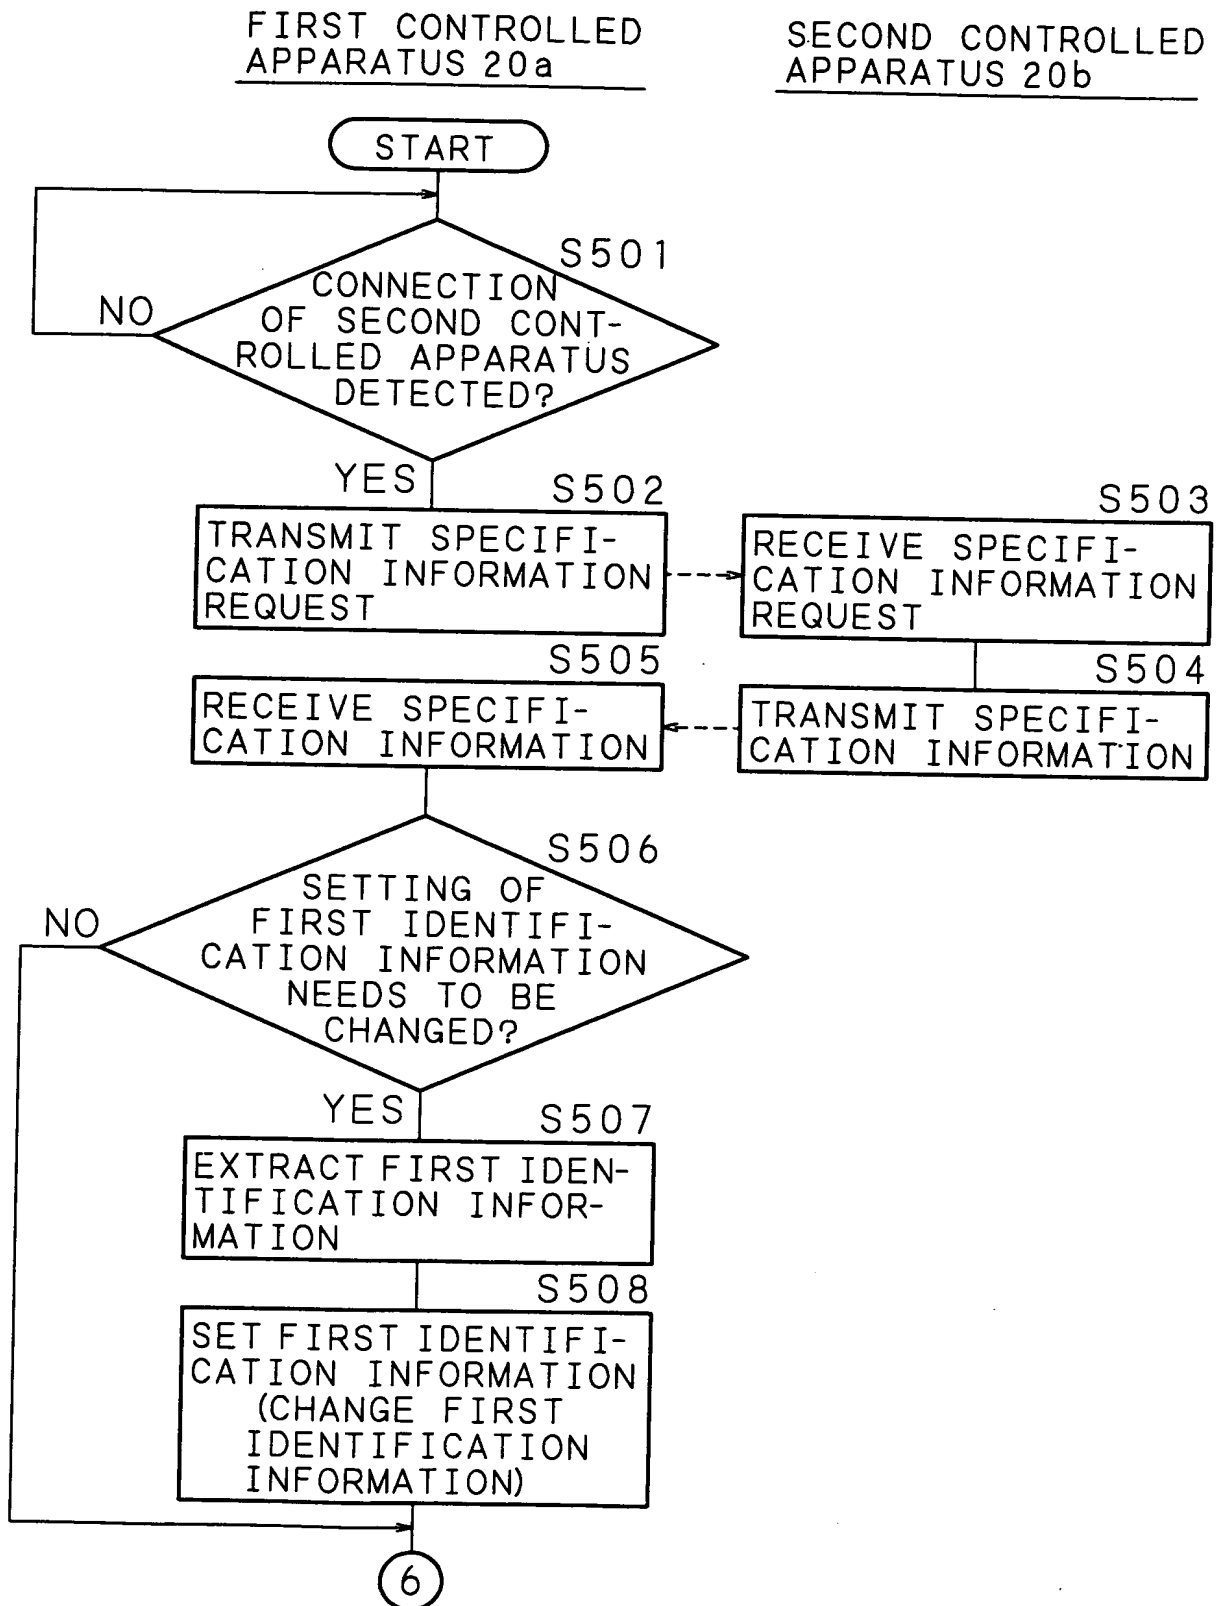 FIRST CONTROLLED
APPARATUS 20a
SECOND CONTROLLED
APPARATUS 20b
START
S501
CONNECTION
OF SECOND CONT-
ROLLED APPARATUS
DETECTED?
NO
YES
S502
TRANSMIT SPECIFI-
CATION INFORMATION
REQUEST
S503
RECEIVE SPECIFI-
CATION INFORMATION
REQUEST
S504
TRANSMIT SPECIFI-
CATION INFORMATION
S505
RECEIVE SPECIFI-
CATION INFORMATION
S506
SETTING OF
FIRST IDENTIFI-
CATION INFORMATION
NEEDS TO BE
CHANGED?
NO
YES
S507
EXTRACT FIRST IDEN-
TIFICATION INFOR-
MATION
S508
SET FIRST IDENTIFI-
CATION INFORMATION
(CHANGE FIRST
IDENTIFICATION
INFORMATION)
6